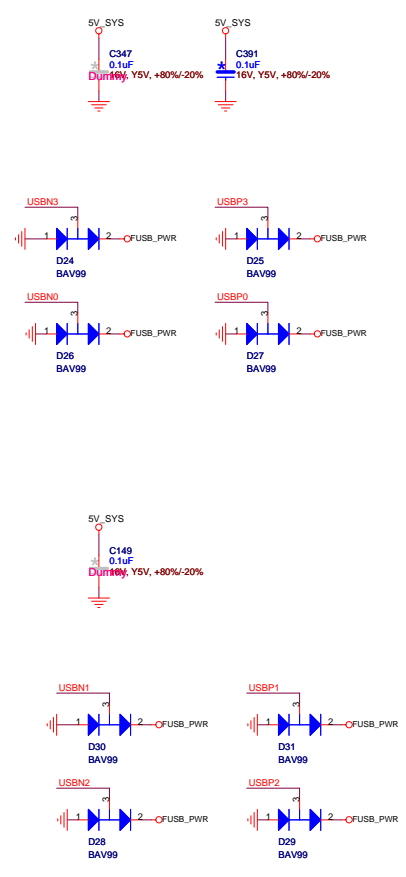 5V_SYS 5V_SYS
C347 C391
0.1uF 0.1uF
Dummy 16V, Y5V, +80%/-20% 16V, Y5V, +80%/-20%
USBN3 USBP3
3 3
1 2 FUSB_PWR 1 2 FUSB_PWR
D24 D25
BAV99 BAV99
USBN0 USBP0
3 3
1 2 FUSB_PWR 1 2 FUSB_PWR
D26 D27
BAV99 BAV99
5V_SYS
C149
0.1uF
Dummy 16V, Y5V, +80%/-20%
USBN1 USBP1
3 3
1 2 FUSB_PWR 1 2 FUSB_PWR
D30 D31
BAV99 BAV99
USBN2 USBP2
3 3
1 2 FUSB_PWR 1 2 FUSB_PWR
D28 D29
BAV99 BAV99